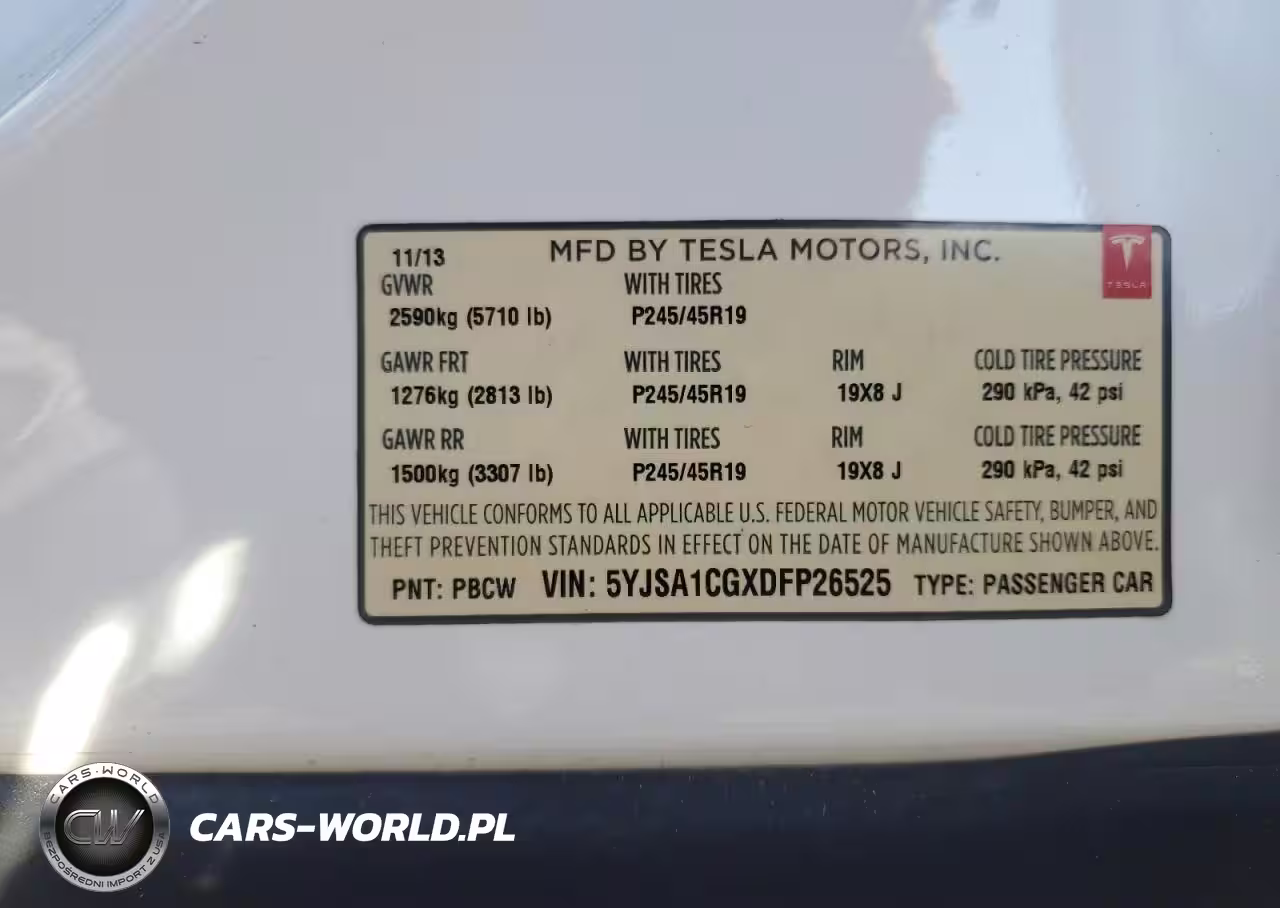 11/13 MFD BY TESLA MOTORS, INC.
TESLA
GVWR WITH TIRES
2590kg (5710 lb) P245/45R19
GAWR FRT WITH TIRES RIM COLD TIRE PRESSURE
1276kg (2813 lb) P245/45R19 19X8 J 290 kPa, 42 psi
GAWR RR WITH TIRES RIM COLD TIRE PRESSURE
1500kg (3307 lb) P245/45R19 19X8 J 290 kPa, 42 psi
THIS VEHICLE CONFORMS TO ALL APPLICABLE U.S. FEDERAL MOTOR VEHICLE SAFETY, BUMPER, AND
THEFT PREVENTION STANDARDS IN EFFECT ON THE DATE OF MANUFACTURE SHOWN ABOVE.
PNT: PBCW VIN: 5YJSA1CGXDFP26525 TYPE: PASSENGER CAR
CARS-WORLD
CW
BEZPOŚREDNI IMPORT Z USA
CARS-WORLD.PL